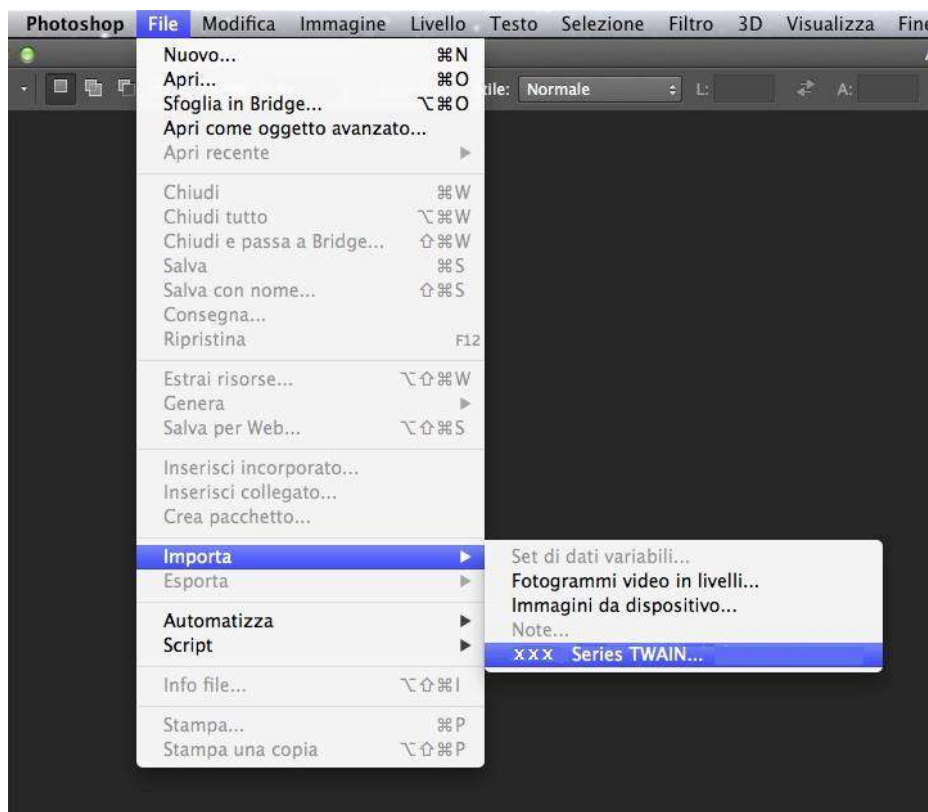 Photoshop File Modifica Immagine Livello Testo Selezione Filtro 3D Visualizza
Nuovo... ⌘N
Apri... ⌘O
Sfoglia in Bridge... ⌥⌘O
Apri come oggetto avanzato...
Apri recente
tile: Normale L: A:
Chiudi ⌘W
Chiudi tutto ⌥⌘W
Chiudi e passa a Bridge... ⇧⌘W
Salva ⌘S
Salva con nome... ⇧⌘S
Consegna...
Ripristina F12
Estrai risorse... ⌥⇧⌘W
Genera
Salva per Web... ⌥⇧⌘S
Inserisci incorporato...
Inserisci collegato...
Crea pacchetto...
Importa
Esporta
Automatizza
Script
Info file... ⌥⇧⌘I
Stampa... ⌘P
Stampa una copia ⌥⇧⌘P
Set di dati variabili...
Fotogrammi video in livelli...
Immagini da dispositivo...
Note...
xxx Series TWAIN...